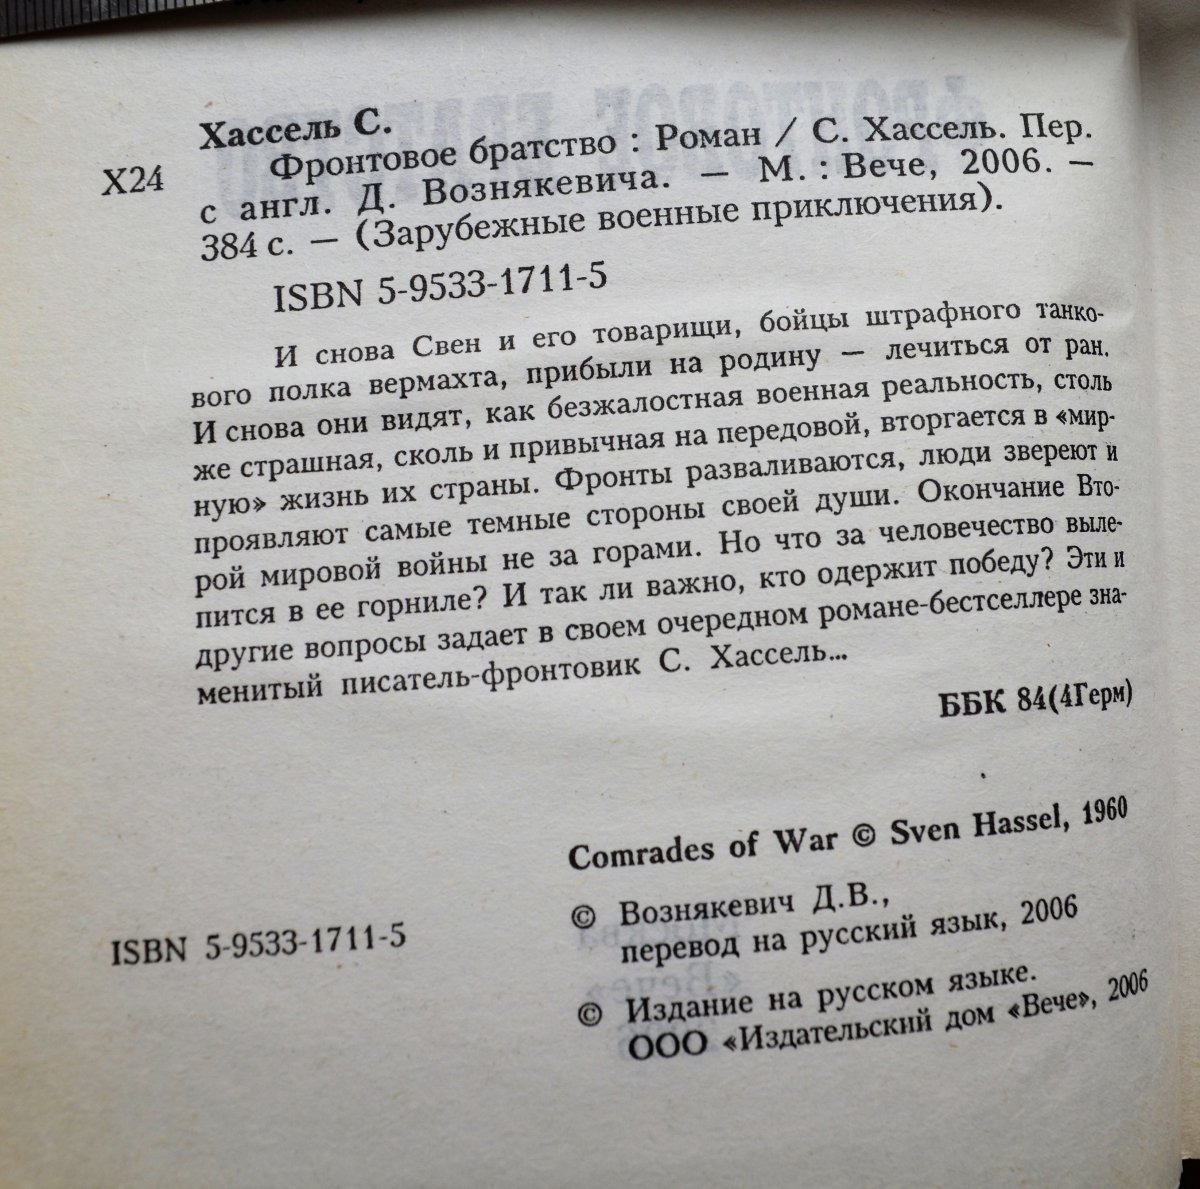 Хассель С.
Х24
Фронтовое братство : Роман / С. Хассель. Пер.
с англ. Д. Вознякевича. — М. : Вече, 2006. —
384 с. — (Зарубежные военные приключения).
ISBN 5-9533-1711-5
И снова Свен и его товарищи, бойцы штрафного танко-
вого полка вермахта, прибыли на родину — лечиться от ран.
И снова они видят, как безжалостная военная реальность, столь
же страшная, сколь и привычная на передовой, вторгается в «мир-
ную» жизнь их страны. Фронты разваливаются, люди звереют и
проявляют самые темные стороны своей души. Окончание Вто-
рой мировой войны не за горами. Но что за человечество выле-
пится в ее горниле? И так ли важно, кто одержит победу? Эти и
другие вопросы задает в своем очередном романе-бестселлере зна-
менитый писатель-фронтовик С. Хассель...
ББК 84(4Герм)
Comrades of War © Sven Hassel, 1960
© Вознякевич Д.В.,
перевод на русский язык, 2006
ISBN 5-9533-1711-5
© Издание на русском языке.
ООО «Издательский дом «Вече», 2006